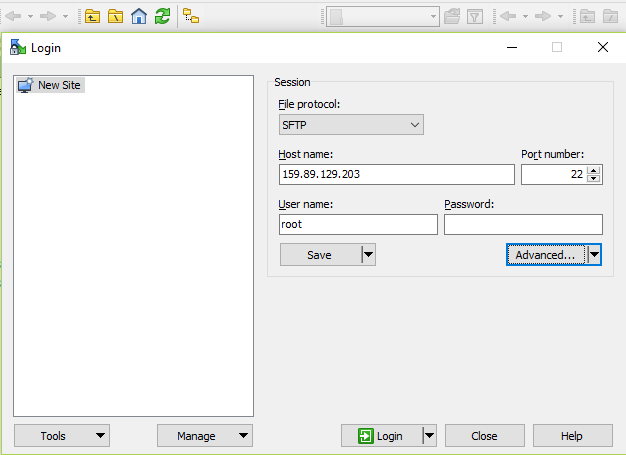 Login
New Site
Session
File protocol:
SFTP
Host name:
Port number:
159.89.129.203
22
User name:
Password:
root
Save
Advanced...
Tools
Manage
Login
Close
Help